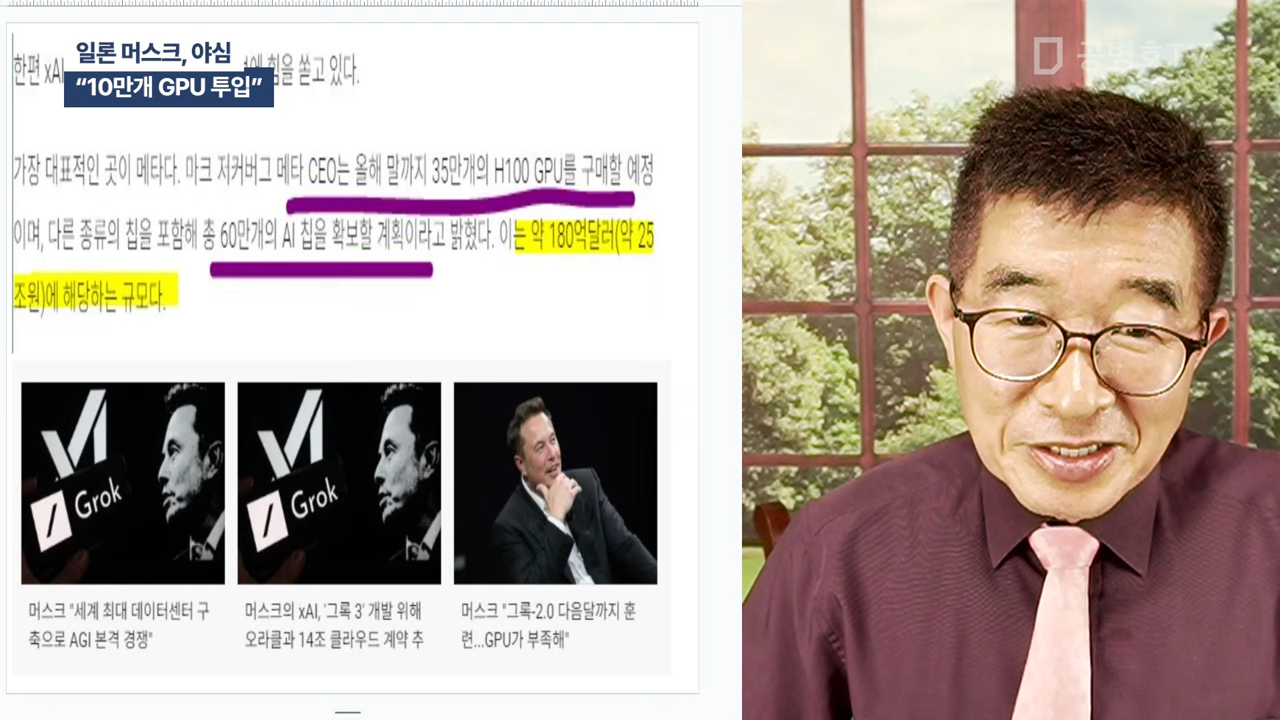 일론 머스크, 야심
“10만개 GPU 투입”
한편 xAI 힘을 쏟고 있다.
가장 대표적인 곳이 메타다. 마크 저커버그 메타 CEO는 올해 말까지 35만개의 H100 GPU를 구매할 예정
이며, 다른 종류의 칩을 포함해 총 60만개의 AI 칩을 확보할 계획이라고 밝혔다. 이는 약 180억달러(약 25
조원)에 해당하는 규모다.
Grok
Grok
머스크 "세계 최대 데이터센터 구
축으로 AGI 본격 경쟁"
머스크의 xAI, '그록 3' 개발 위해
오라클과 14조 클라우드 계약 추
머스크 "그록-2.0 다음달까지 훈
련...GPU가 부족해"
공병호TV